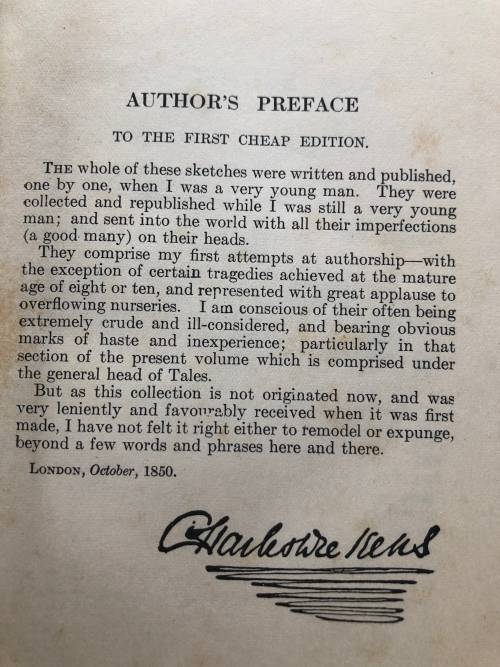 AUTHOR'S PREFACE
TO THE FIRST CHEAP EDITION.
THE whole of these sketches were written and published,
one by one, when I was a very young man. They were
collected and republished while I was still a very young
man; and sent into the world with all their imperfections
(a good many) on their heads.
They comprise my first attempts at authorship—with
the exception of certain tragedies achieved at the mature
age of eight or ten, and represented with great applause to
overflowing nurseries. I am conscious of their often being
extremely crude and ill-considered, and bearing obvious
marks of haste and inexperience; particularly in that
section of the present volume which is comprised under
the general head of Tales.
But as this collection is not originated now, and was
very leniently and favourably received when it was first
made, I have not felt it right either to remodel or expunge,
beyond a few words and phrases here and there.
LONDON, October, 1850.
Charles Dickens